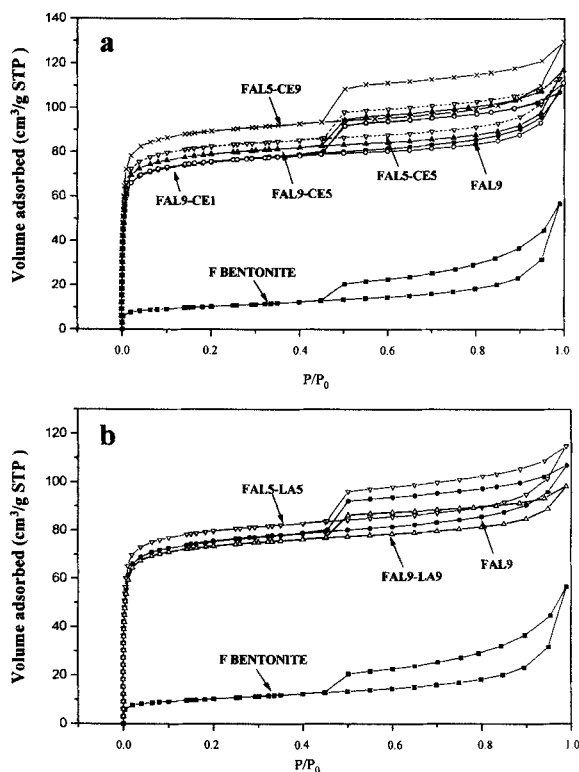 a
Volume adsorbed (cm³/g STP )
140
120
100
80
60
40
20
0
FAL5-CE9
FAL9-CE1
FAL9-CE5
FAL5-CE5
FAL9
F BENTONITE
0.0 0.2 0.4 0.6 0.8 1.0
P/P₀
b
Volume adsorbed (cm³/g STP)
120
100
80
60
40
20
0
FAL5-LA5
FAL9-LA9
FAL9
F BENTONITE
0.0 0.2 0.4 0.6 0.8 1.0
P/P₀